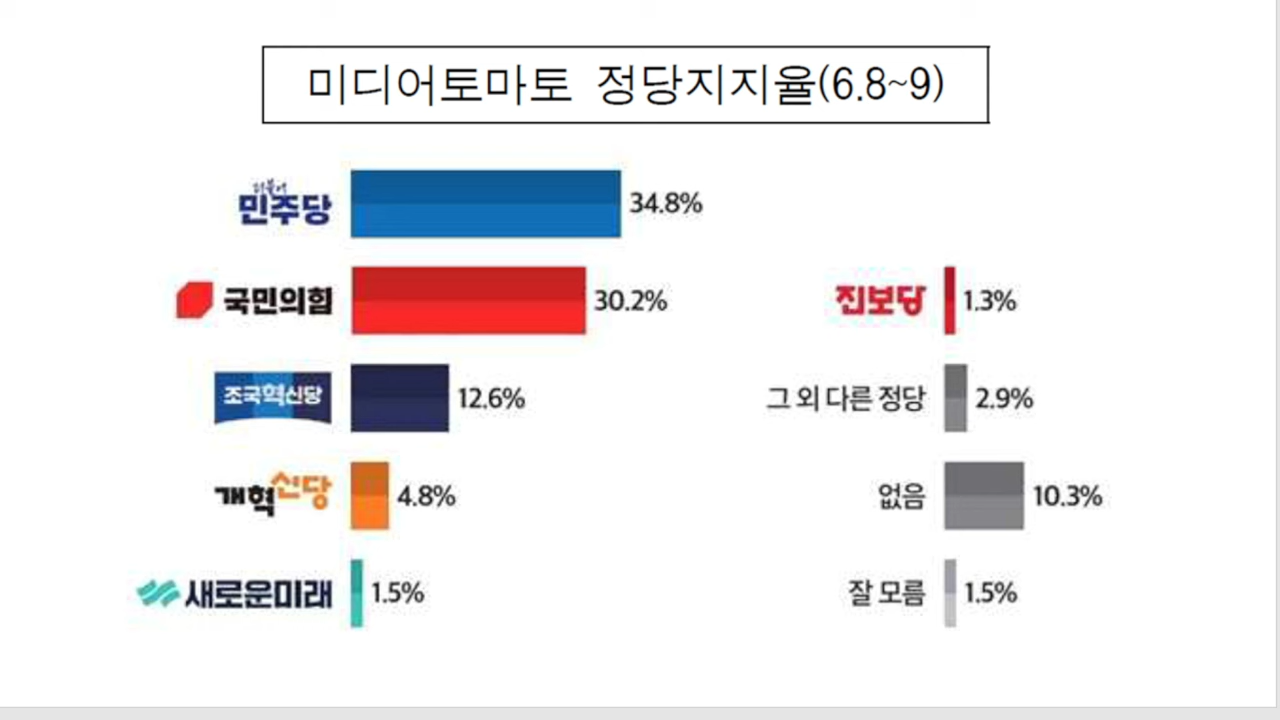 미디어토마토 정당지지율(6.8~9)
더불어
민주당 34.8%
국민의힘 30.2%
조국혁신당 12.6%
개혁신당 4.8%
새로운미래 1.5%
진보당 1.3%
그 외 다른 정당 2.9%
없음 10.3%
잘 모름 1.5%